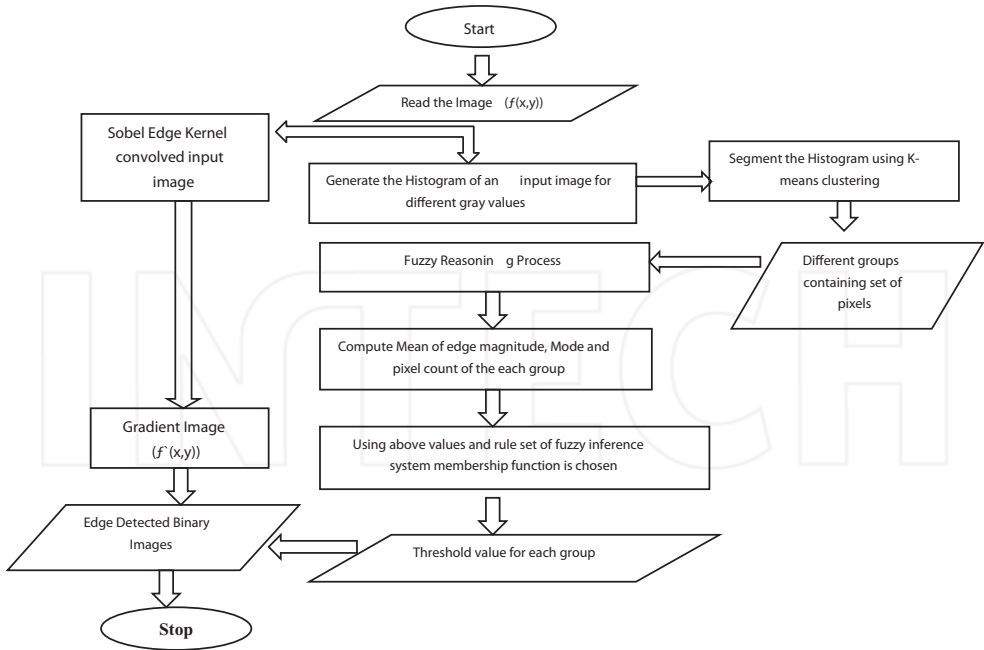 Start
Read the Image (ƒ(x,y))
Sobel Edge Kernel
convolved input
image
Generate the Histogram of an input image for
different gray values
Segment the Histogram using K-
means clustering
Fuzzy Reasonin g Process
Different groups
containing set of
pixels
Compute Mean of edge magnitude, Mode and
pixel count of the each group
Gradient Image
(ƒ`(x,y))
Using above values and rule set of fuzzy inference
system membership function is chosen
Edge Detected Binary
Images
Threshold value for each group
Stop
INTECH